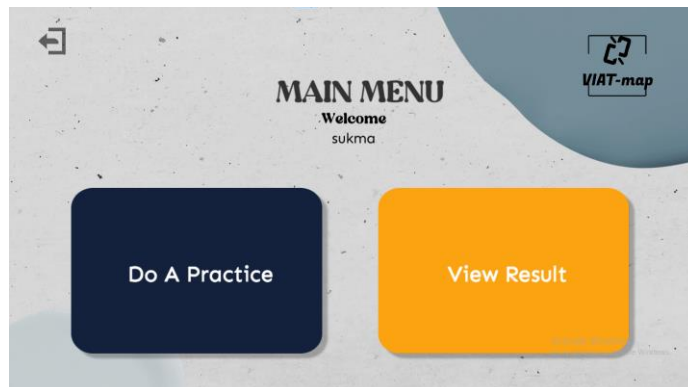 VIAT-map
MAIN MENU
Welcome
sukma
Do A Practice
View Result